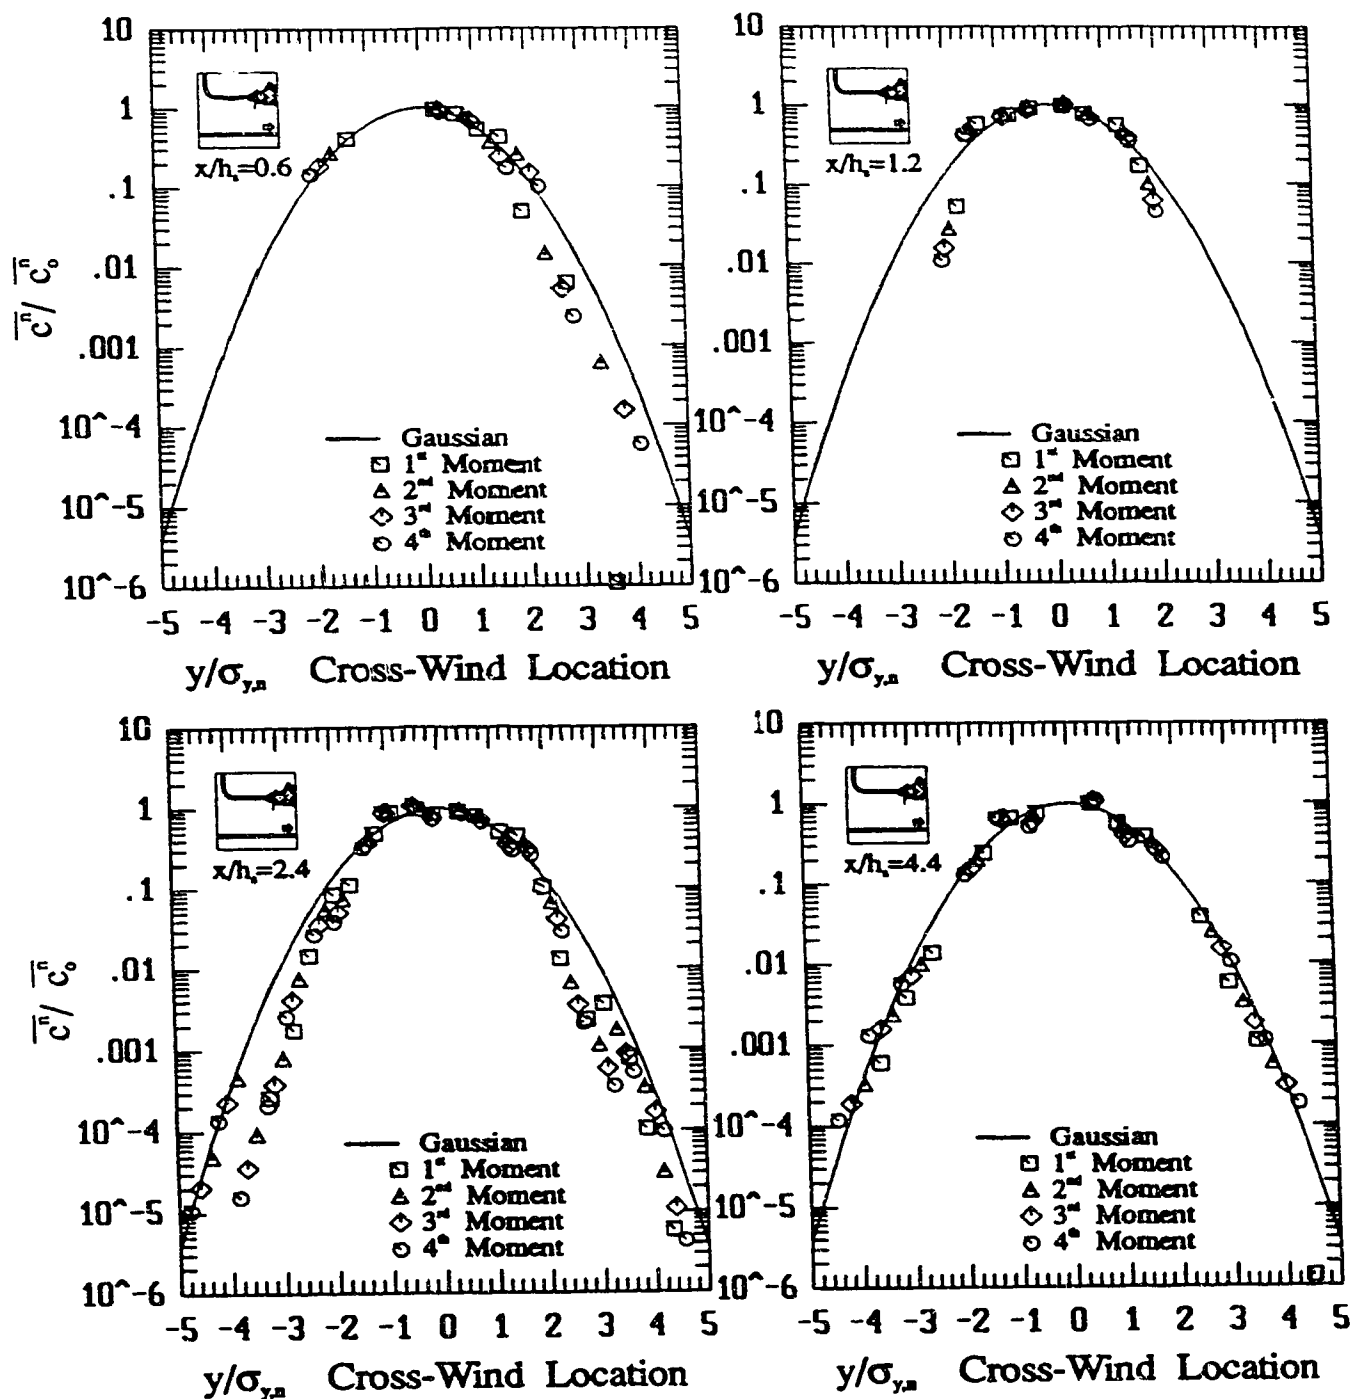 10
1
.1
.01
.001
10^-4
10^-5
10^-6
c^n / c_o^n
x/h_s=0.6
Gaussian
1st Moment
2nd Moment
3rd Moment
4th Moment
-5 -4 -3 -2 -1 0 1 2 3 4 5
y/σ_y,n Cross-Wind Location
10
1
.1
.01
.001
10^-4
10^-5
10^-6
x/h_s=1.2
Gaussian
1st Moment
2nd Moment
3rd Moment
4th Moment
-5 -4 -3 -2 -1 0 1 2 3 4 5
y/σ_y,n Cross-Wind Location
10
1
.1
.01
.001
10^-4
10^-5
10^-6
c^n / c_o^n
x/h_s=2.4
Gaussian
1st Moment
2nd Moment
3rd Moment
4th Moment
-5 -4 -3 -2 -1 0 1 2 3 4 5
y/σ_y,n Cross-Wind Location
10
1
.1
.01
.001
10^-4
10^-5
10^-6
x/h_s=4.4
Gaussian
1st Moment
2nd Moment
3rd Moment
4th Moment
-5 -4 -3 -2 -1 0 1 2 3 4 5
y/σ_y,n Cross-Wind Location